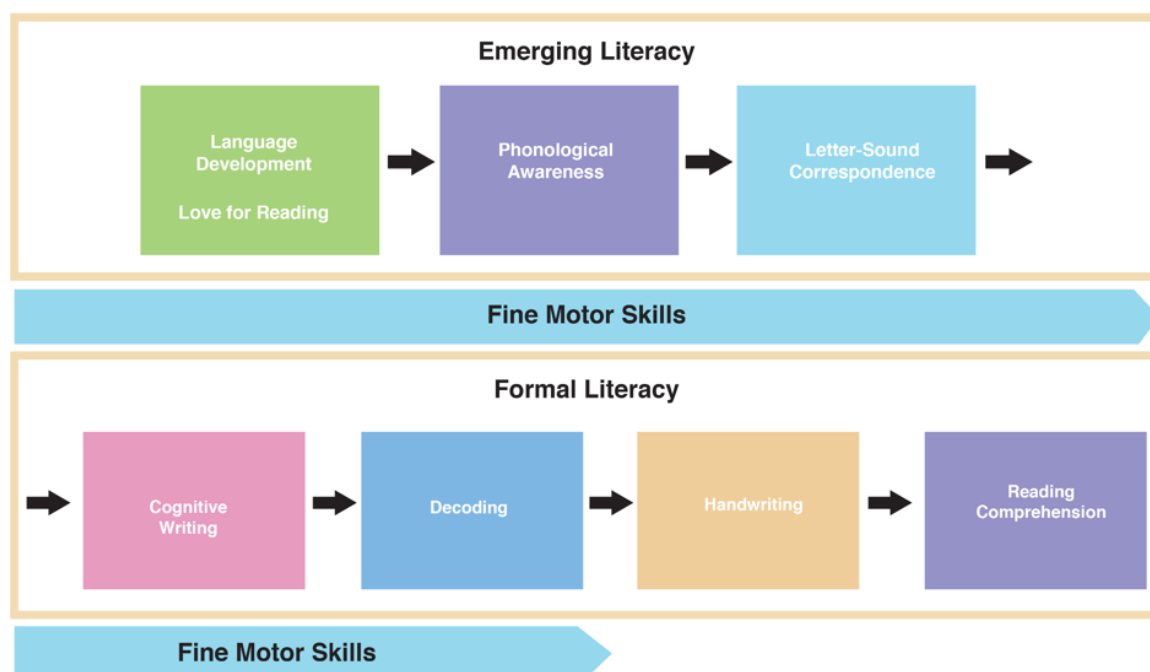 Emerging Literacy
Language
Development
Love for Reading
Phonological
Awareness
Letter-Sound
Correspondence
Fine Motor Skills
Formal Literacy
Cognitive
Writing
Decoding
Handwriting
Reading
Comprehension
Fine Motor Skills